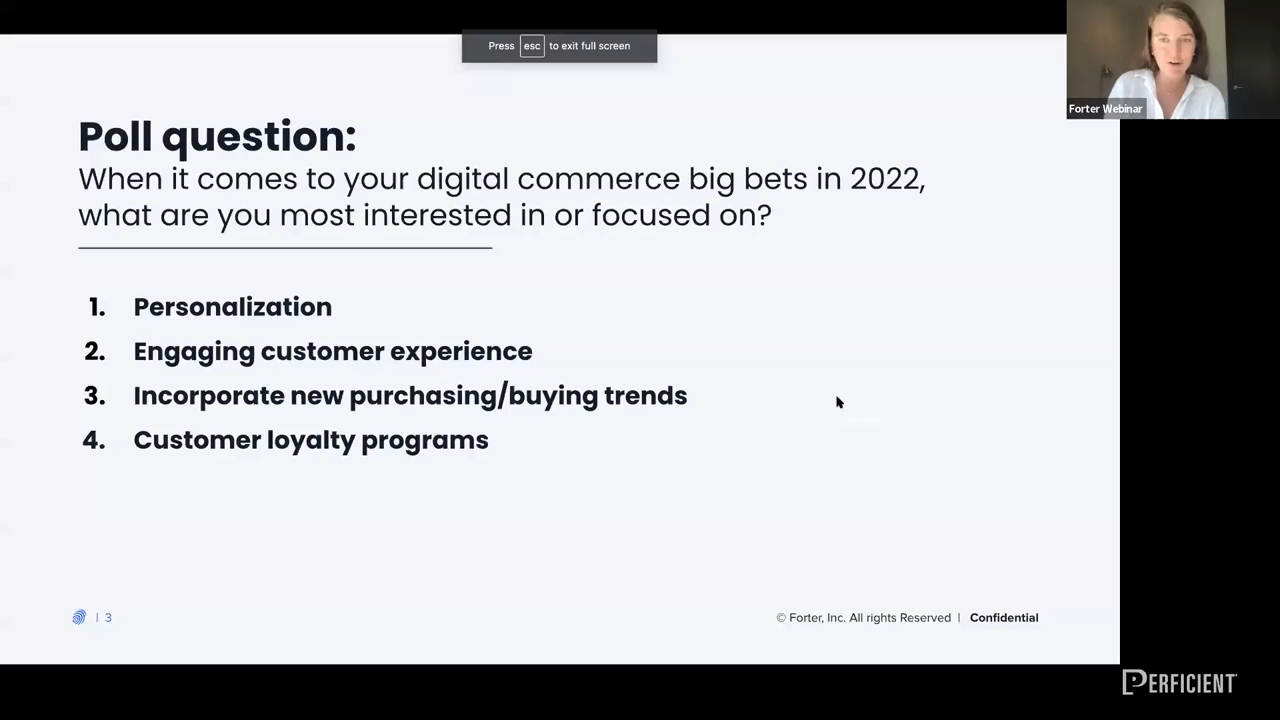 Press esc to exit full screen
Forter Webinar
Poll question:
When it comes to your digital commerce big bets in 2022,
what are you most interested in or focused on?
1. Personalization
2. Engaging customer experience
3. Incorporate new purchasing/buying trends
4. Customer loyalty programs
| 3
© Forter, Inc. All rights Reserved | Confidential
PERFICIENT